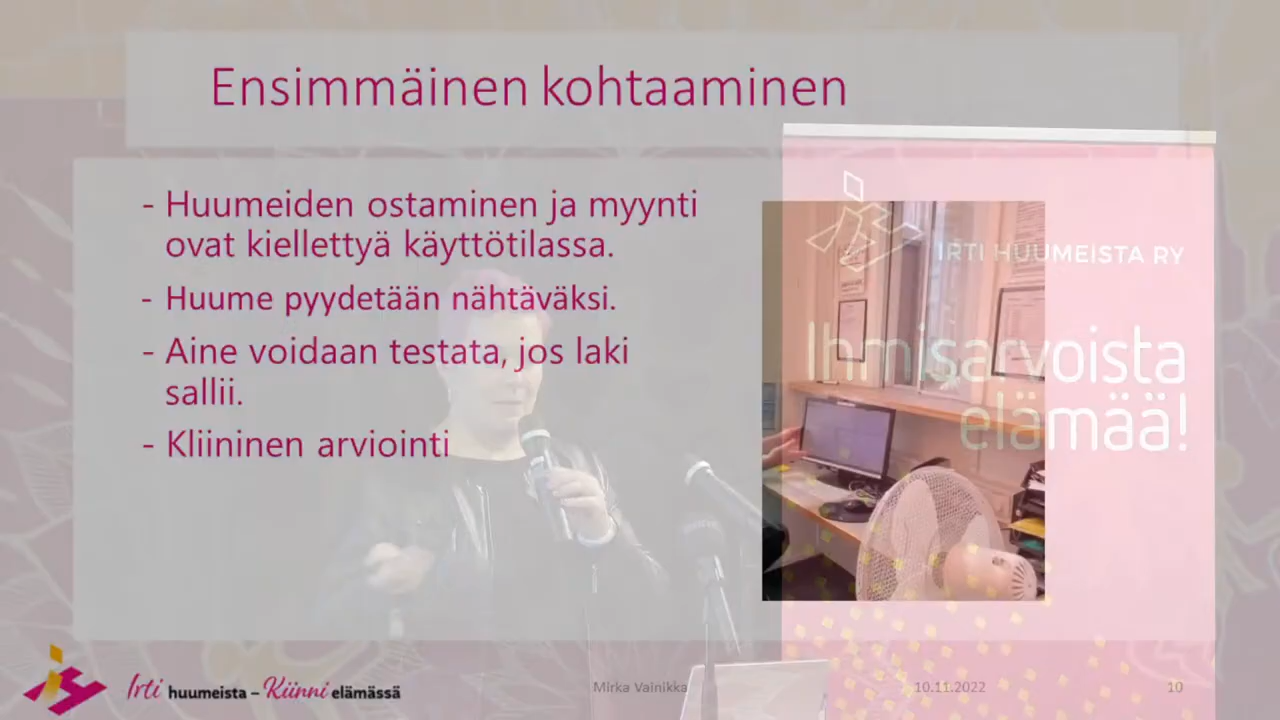 Ensimmäinen kohtaaminen
- Huumeiden ostaminen ja myynti
ovat kiellettyä käyttötilassa.
- Huume pyydetään nähtäväksi.
- Aine voidaan testata, jos laki
sallii.
- Kliininen arviointi
IRTI HUUMEISTA RY
Ihmisarvoista
elämää!
Irti huumeista – Kiinni elämässä
Mirka Vainikka
10.11.2022
10